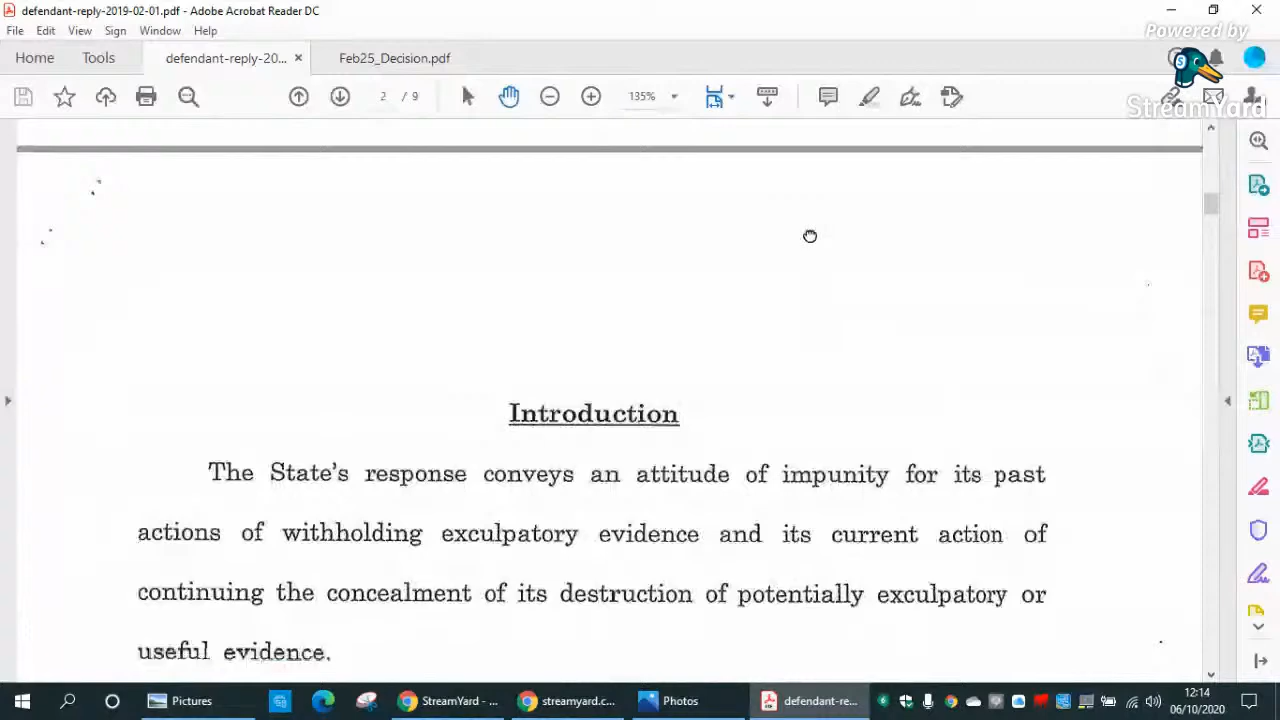 defendant-reply-2019-02-01.pdf - Adobe Acrobat Reader DC
File Edit View Sign Window Help
Powered by
Home Tools defendant-reply-20... × Feb25_Decision.pdf
2 / 9 135%
StreamYard
Introduction
The State's response conveys an attitude of impunity for its past
actions of withholding exculpatory evidence and its current action of
continuing the concealment of its destruction of potentially exculpatory or
useful evidence.
Pictures StreamYard - ... streamyard.c... Photos defendant-re...
12:14
06/10/2020